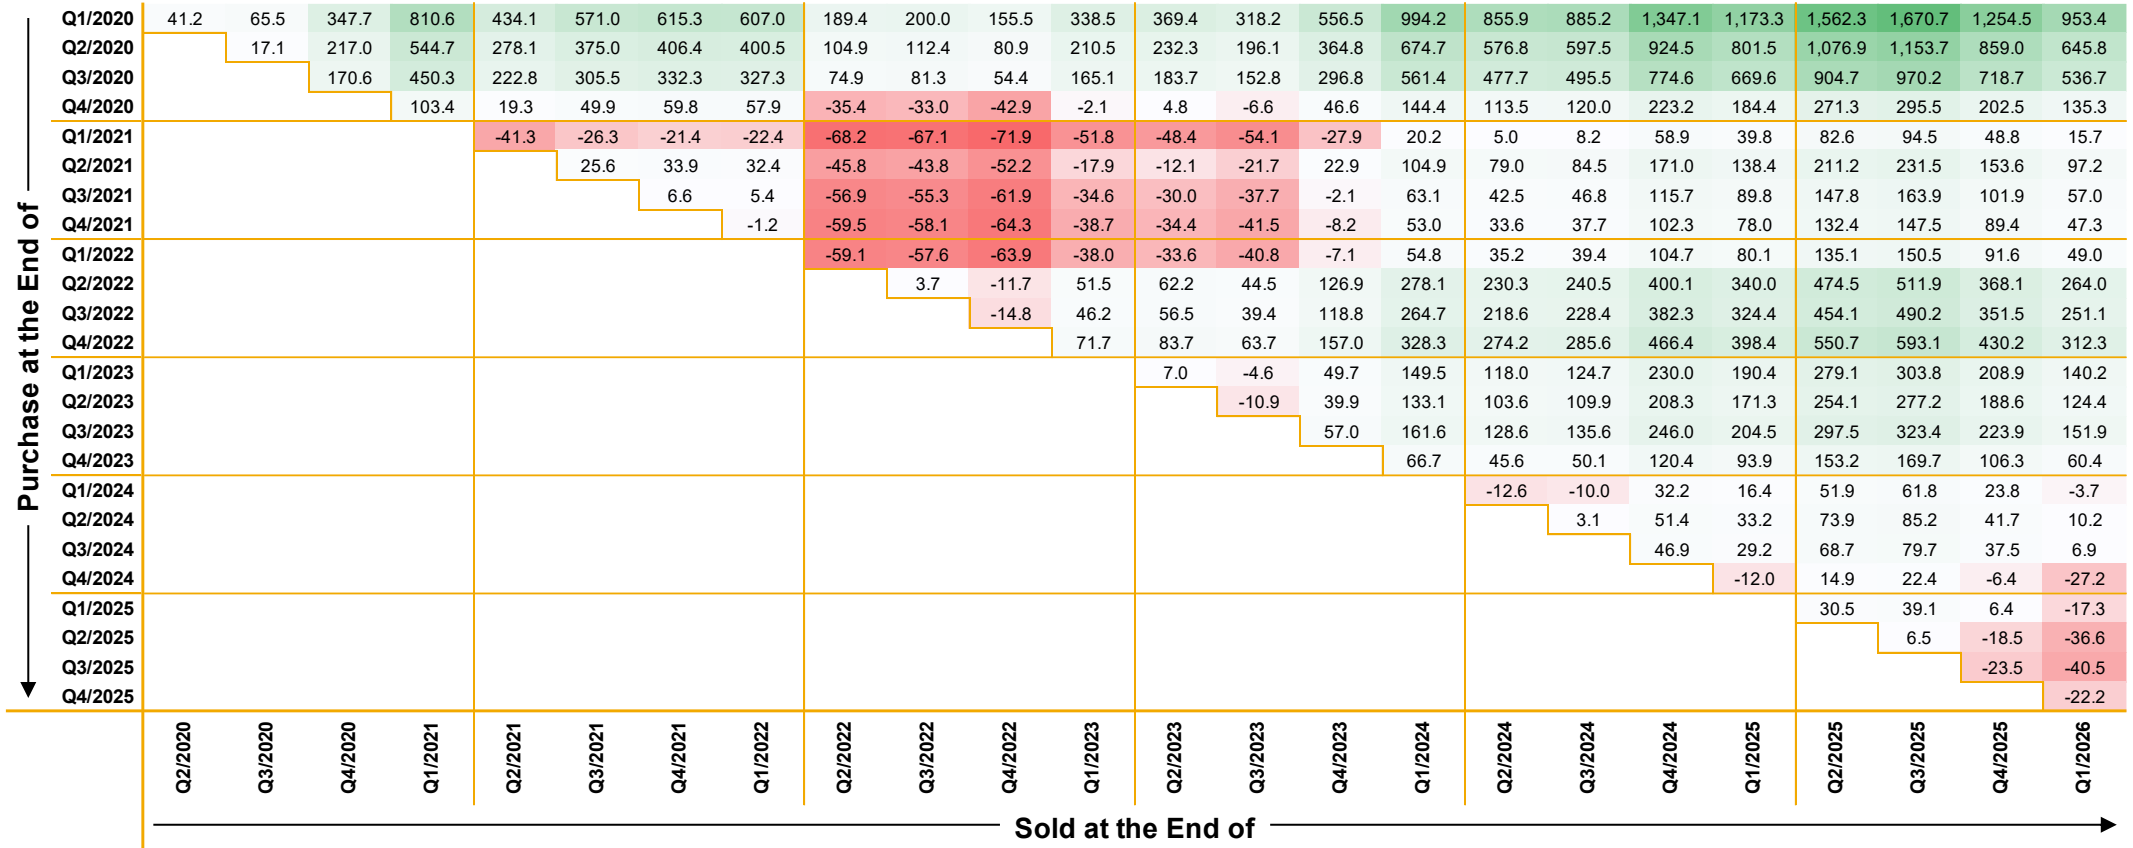 Purchase at the End of
Q1/2020 41.2 65.5 347.7 810.6 434.1 571.0 615.3 607.0 189.4 200.0 155.5 338.5 369.4 318.2 556.5 994.2 855.9 885.2 1,347.1 1,173.3 1,562.3 1,670.7 1,254.5 953.4
Q2/2020 17.1 217.0 544.7 278.1 375.0 406.4 400.5 104.9 112.4 80.9 210.5 232.3 196.1 364.8 674.7 576.8 597.5 924.5 801.5 1,076.9 1,153.7 859.0 645.8
Q3/2020 170.6 450.3 222.8 305.5 332.3 327.3 74.9 81.3 54.4 165.1 183.7 152.8 296.8 561.4 477.7 495.5 774.6 669.6 904.7 970.2 718.7 536.7
Q4/2020 103.4 19.3 49.9 59.8 57.9 -35.4 -33.0 -42.9 -2.1 4.8 -6.6 46.6 144.4 113.5 120.0 223.2 184.4 271.3 295.5 202.5 135.3
Q1/2021 -41.3 -26.3 -21.4 -22.4 -68.2 -67.1 -71.9 -51.8 -48.4 -54.1 -27.9 20.2 5.0 8.2 58.9 39.8 82.6 94.5 48.8 15.7
Q2/2021 25.6 33.9 32.4 -45.8 -43.8 -52.2 -17.9 -12.1 -21.7 22.9 104.9 79.0 84.5 171.0 138.4 211.2 231.5 153.6 97.2
Q3/2021 6.6 5.4 -56.9 -55.3 -61.9 -34.6 -30.0 -37.7 -2.1 63.1 42.5 46.8 115.7 89.8 147.8 163.9 101.9 57.0
Q4/2021 -1.2 -59.5 -58.1 -64.3 -38.7 -34.4 -41.5 -8.2 53.0 33.6 37.7 102.3 78.0 132.4 147.5 89.4 47.3
Q1/2022 -59.1 -57.6 -63.9 -38.0 -33.6 -40.8 -7.1 54.8 35.2 39.4 104.7 80.1 135.1 150.5 91.6 49.0
Q2/2022 3.7 -11.7 51.5 62.2 44.5 126.9 278.1 230.3 240.5 400.1 340.0 474.5 511.9 368.1 264.0
Q3/2022 -14.8 46.2 56.5 39.4 118.8 264.7 218.6 228.4 382.3 324.4 454.1 490.2 351.5 251.1
Q4/2022 71.7 83.7 63.7 157.0 328.3 274.2 285.6 466.4 398.4 550.7 593.1 430.2 312.3
Q1/2023 7.0 -4.6 49.7 149.5 118.0 124.7 230.0 190.4 279.1 303.8 208.9 140.2
Q2/2023 -10.9 39.9 133.1 103.6 109.9 208.3 171.3 254.1 277.2 188.6 124.4
Q3/2023 57.0 161.6 128.6 135.6 246.0 204.5 297.5 323.4 223.9 151.9
Q4/2023 66.7 45.6 50.1 120.4 93.9 153.2 169.7 106.3 60.4
Q1/2024 -12.6 -10.0 32.2 16.4 51.9 61.8 23.8 -3.7
Q2/2024 3.1 51.4 33.2 73.9 85.2 41.7 10.2
Q3/2024 46.9 29.2 68.7 79.7 37.5 6.9
Q4/2024 -12.0 14.9 22.4 -6.4 -27.2
Q1/2025 30.5 39.1 6.4 -17.3
Q2/2025 6.5 -18.5 -36.6
Q3/2025 -23.5 -40.5
Q4/2025 -22.2
Q2/2020 Q3/2020 Q4/2020 Q1/2021 Q2/2021 Q3/2021 Q4/2021 Q1/2022 Q2/2022 Q3/2022 Q4/2022 Q1/2023 Q2/2023 Q3/2023 Q4/2023 Q1/2024 Q2/2024 Q3/2024 Q4/2024 Q1/2025 Q2/2025 Q3/2025 Q4/2025 Q1/2026
Sold at the End of